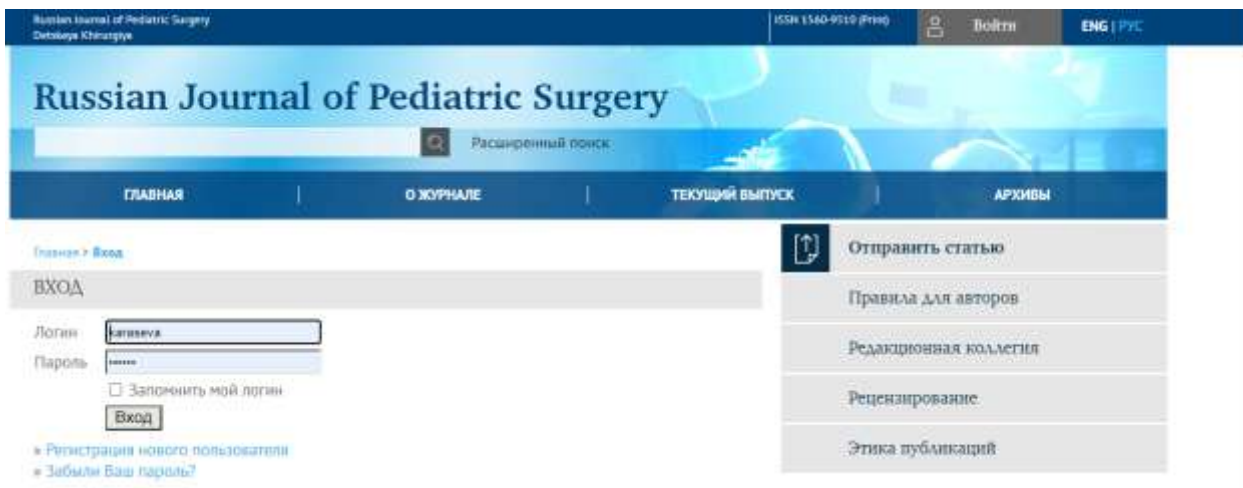 Russian Journal of Pediatric Surgery
Detskaya Khirurgiya
ISSN 1560-9510 (Print)
Войти
ENG | РУС
Russian Journal of Pediatric Surgery
Расширенный поиск
ГЛАВНАЯ
О ЖУРНАЛЕ
ТЕКУЩИЙ ВЫПУСК
АРХИВЫ
Главная > Вход
ВХОД
Логин karaseva
Пароль ••••••
Запомнить мой логин
Вход
» Регистрация нового пользователя
» Забыли Ваш пароль?
Отправить статью
Правила для авторов
Редакционная коллегия
Рецензирование
Этика публикаций